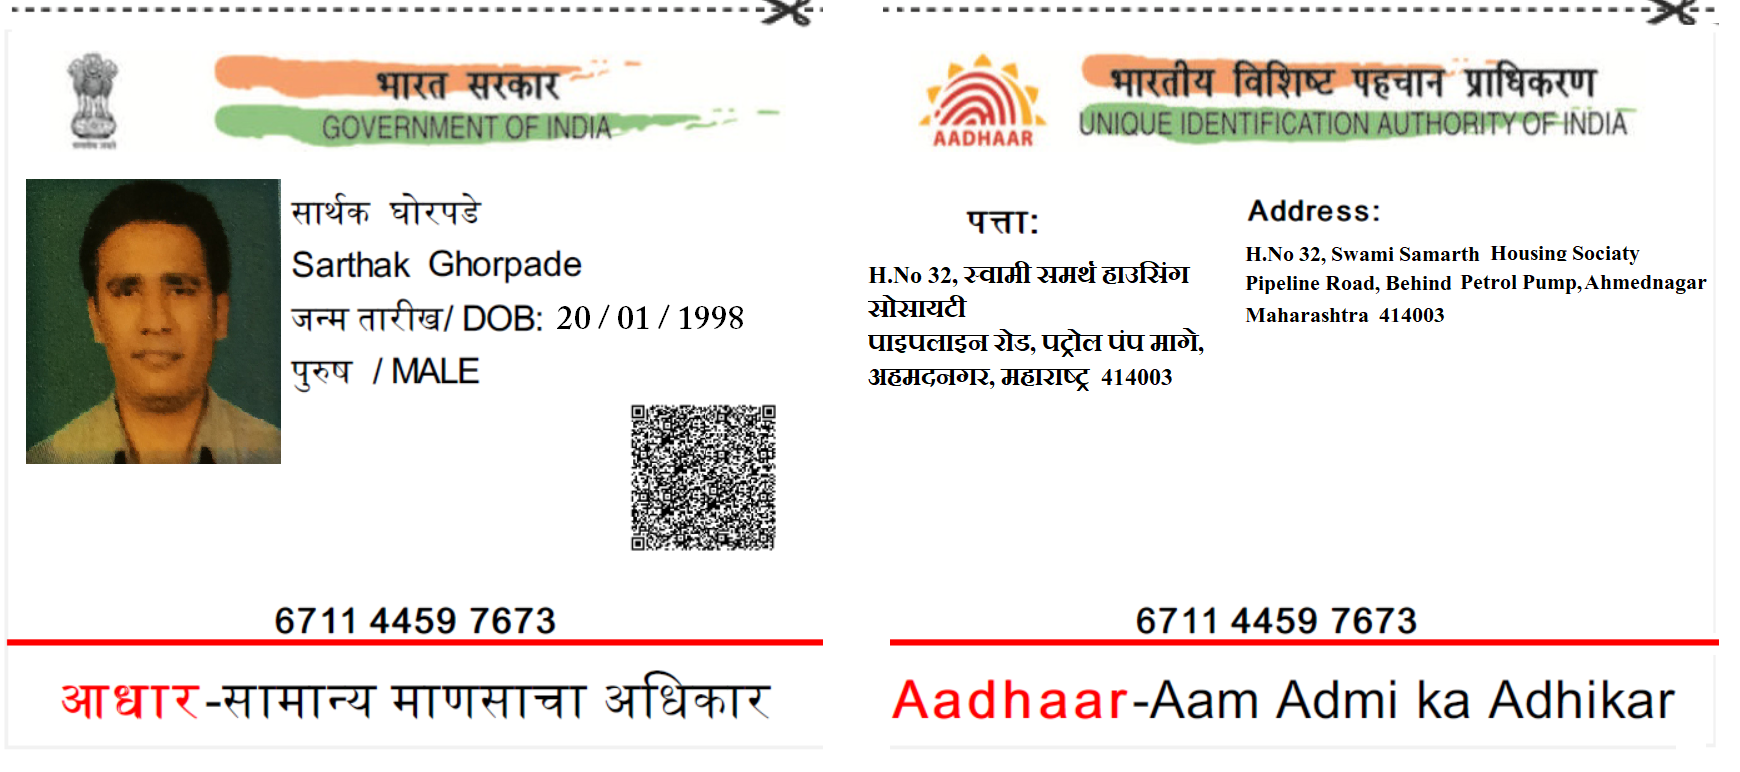 भारत सरकार
GOVERNMENT OF INDIA
सार्थक घोरपडे
Sarthak Ghorpade
जन्म तारीख/ DOB: 20 / 01 / 1998
पुरुष / MALE
6711 4459 7673
आधार-सामान्य माणसाचा अधिकार
भारतीय विशिष्ट पहचान प्राधिकरण
UNIQUE IDENTIFICATION AUTHORITY OF INDIA
AADHAAR
पत्ता:
H.No 32, स्वामी समर्थ हाउसिंग
सोसायटी
पाइपलाइन रोड, पट्रोल पंप मागे,
अहमदनगर, महाराष्ट्र 414003
Address:
H.No 32, Swami Samarth Housing Sociaty
Pipeline Road, Behind Petrol Pump,Ahmednagar
Maharashtra 414003
6711 4459 7673
Aadhaar-Aam Admi ka Adhikar